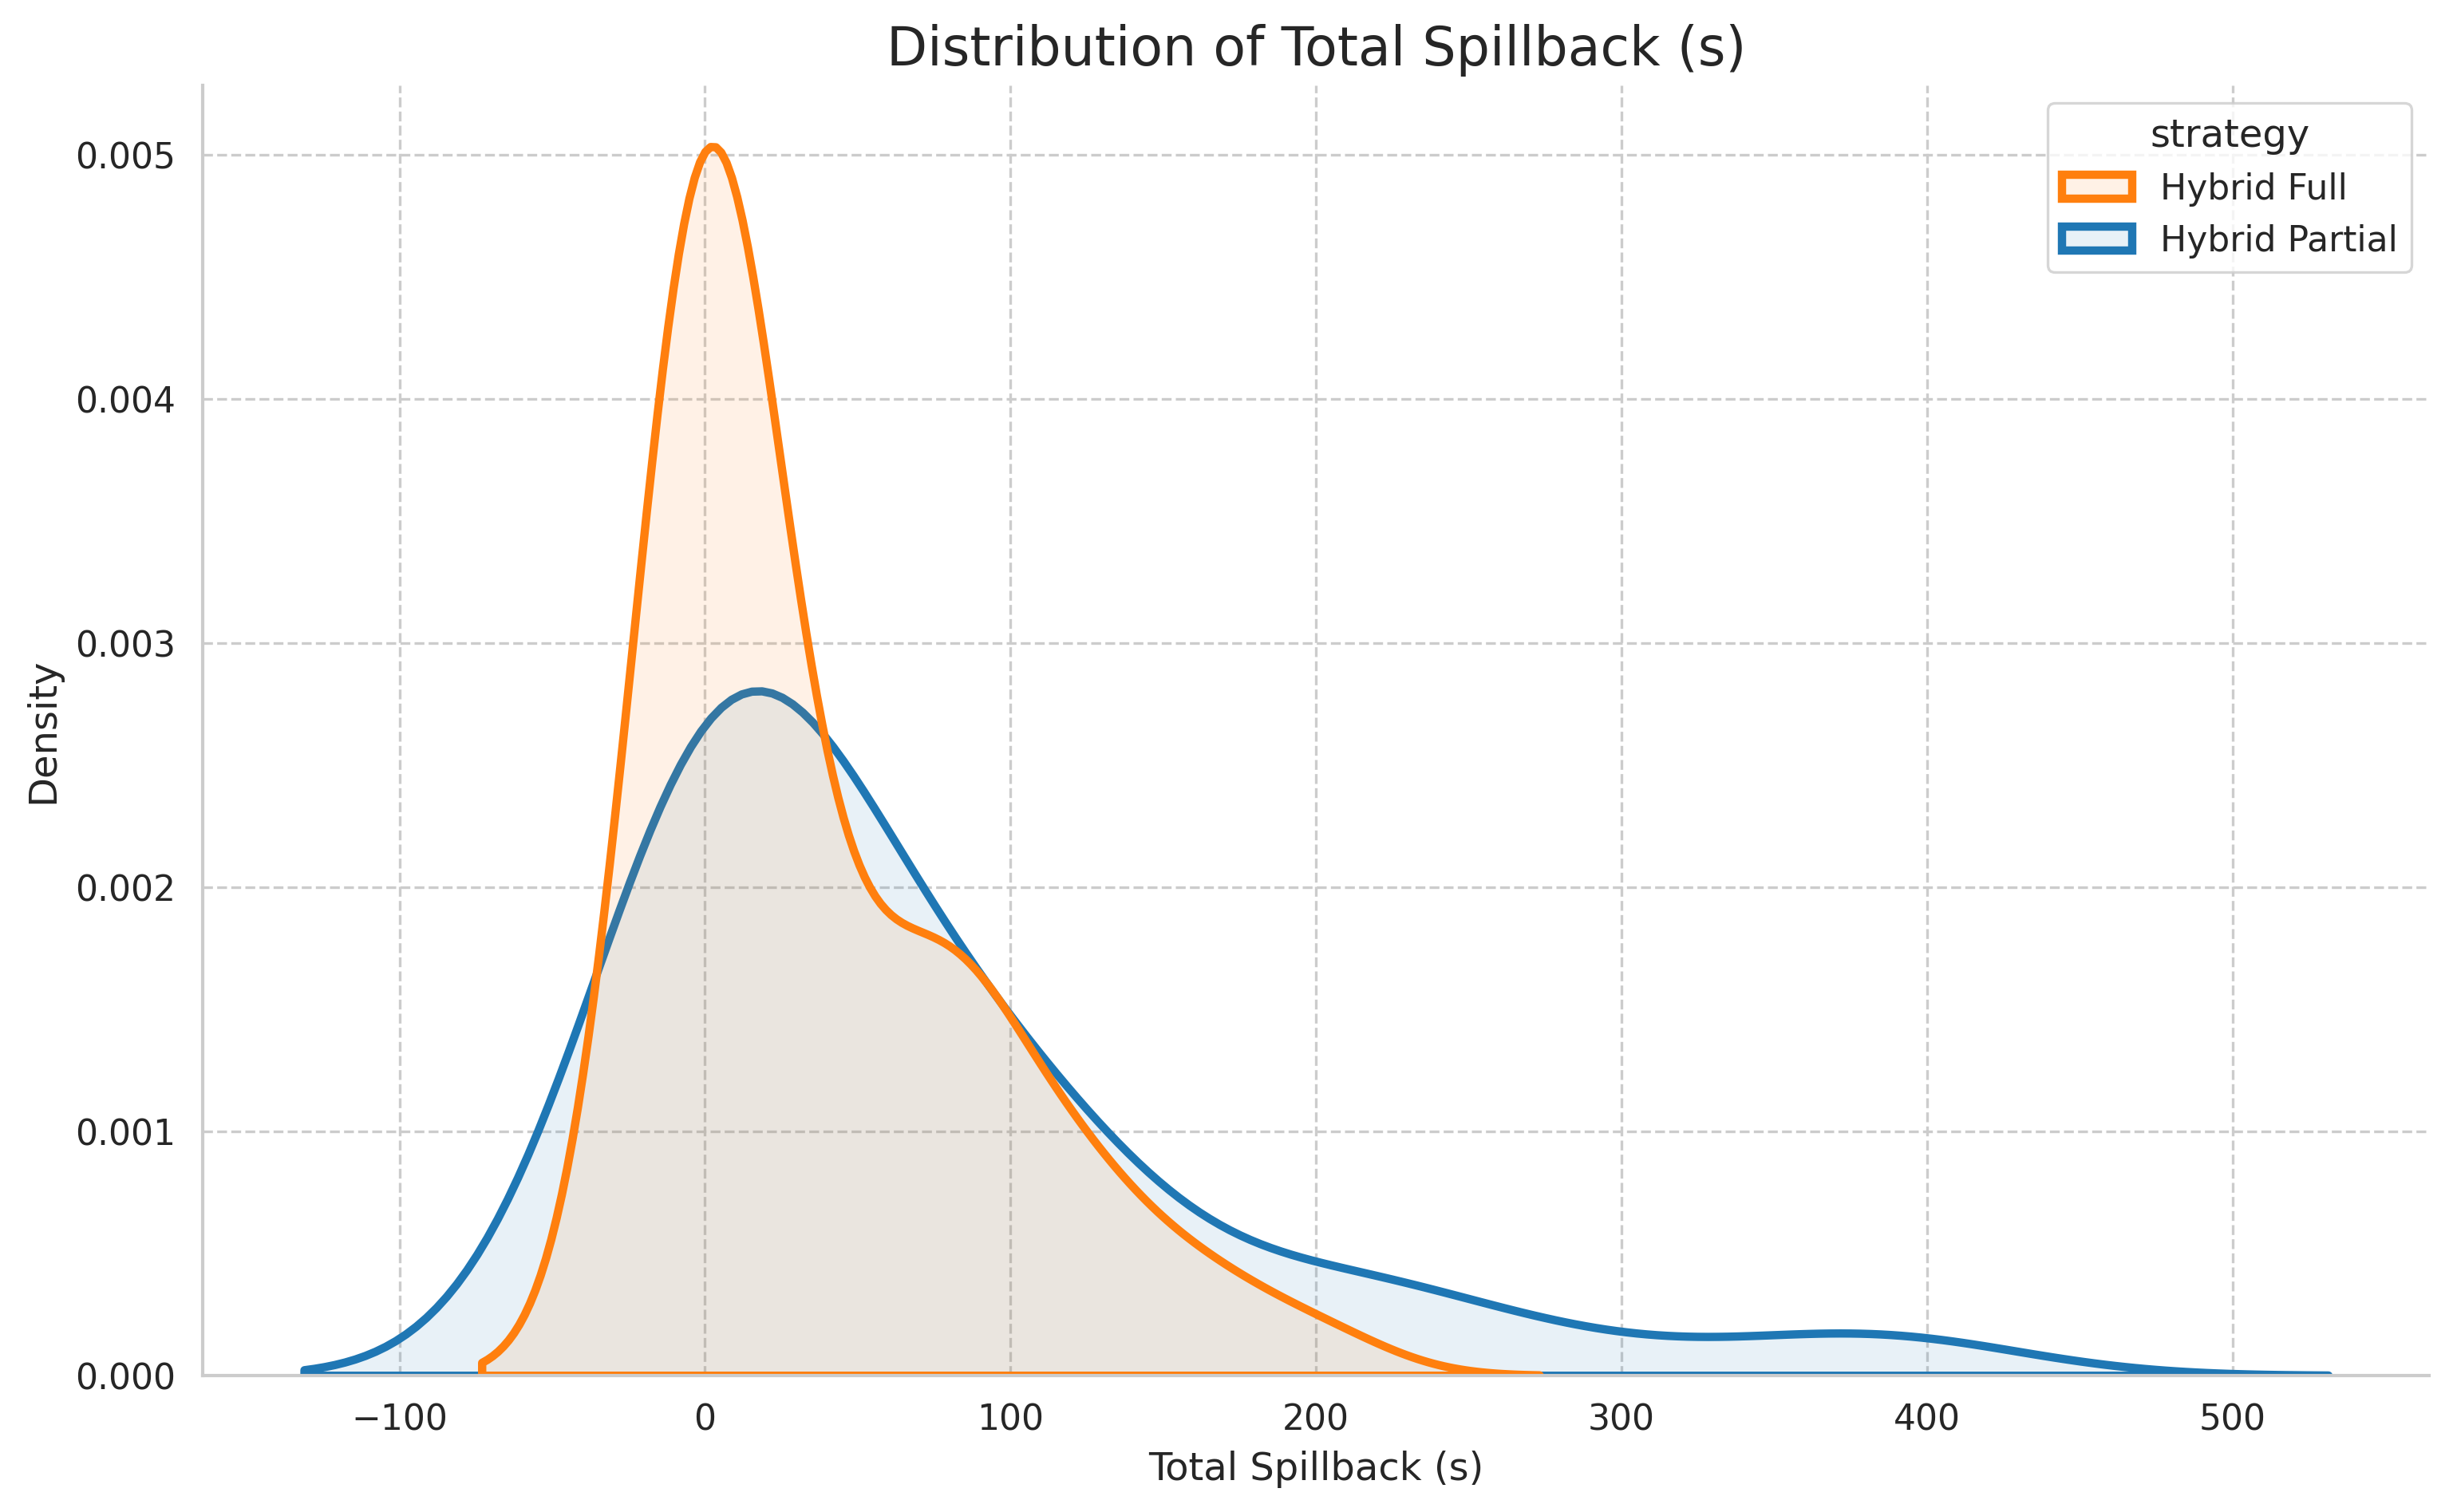 Distribution of Total Spillback (s)
strategy
Hybrid Full
Hybrid Partial
Density
0.005
0.004
0.003
0.002
0.001
0.000
−100 0 100 200 300 400 500
Total Spillback (s)